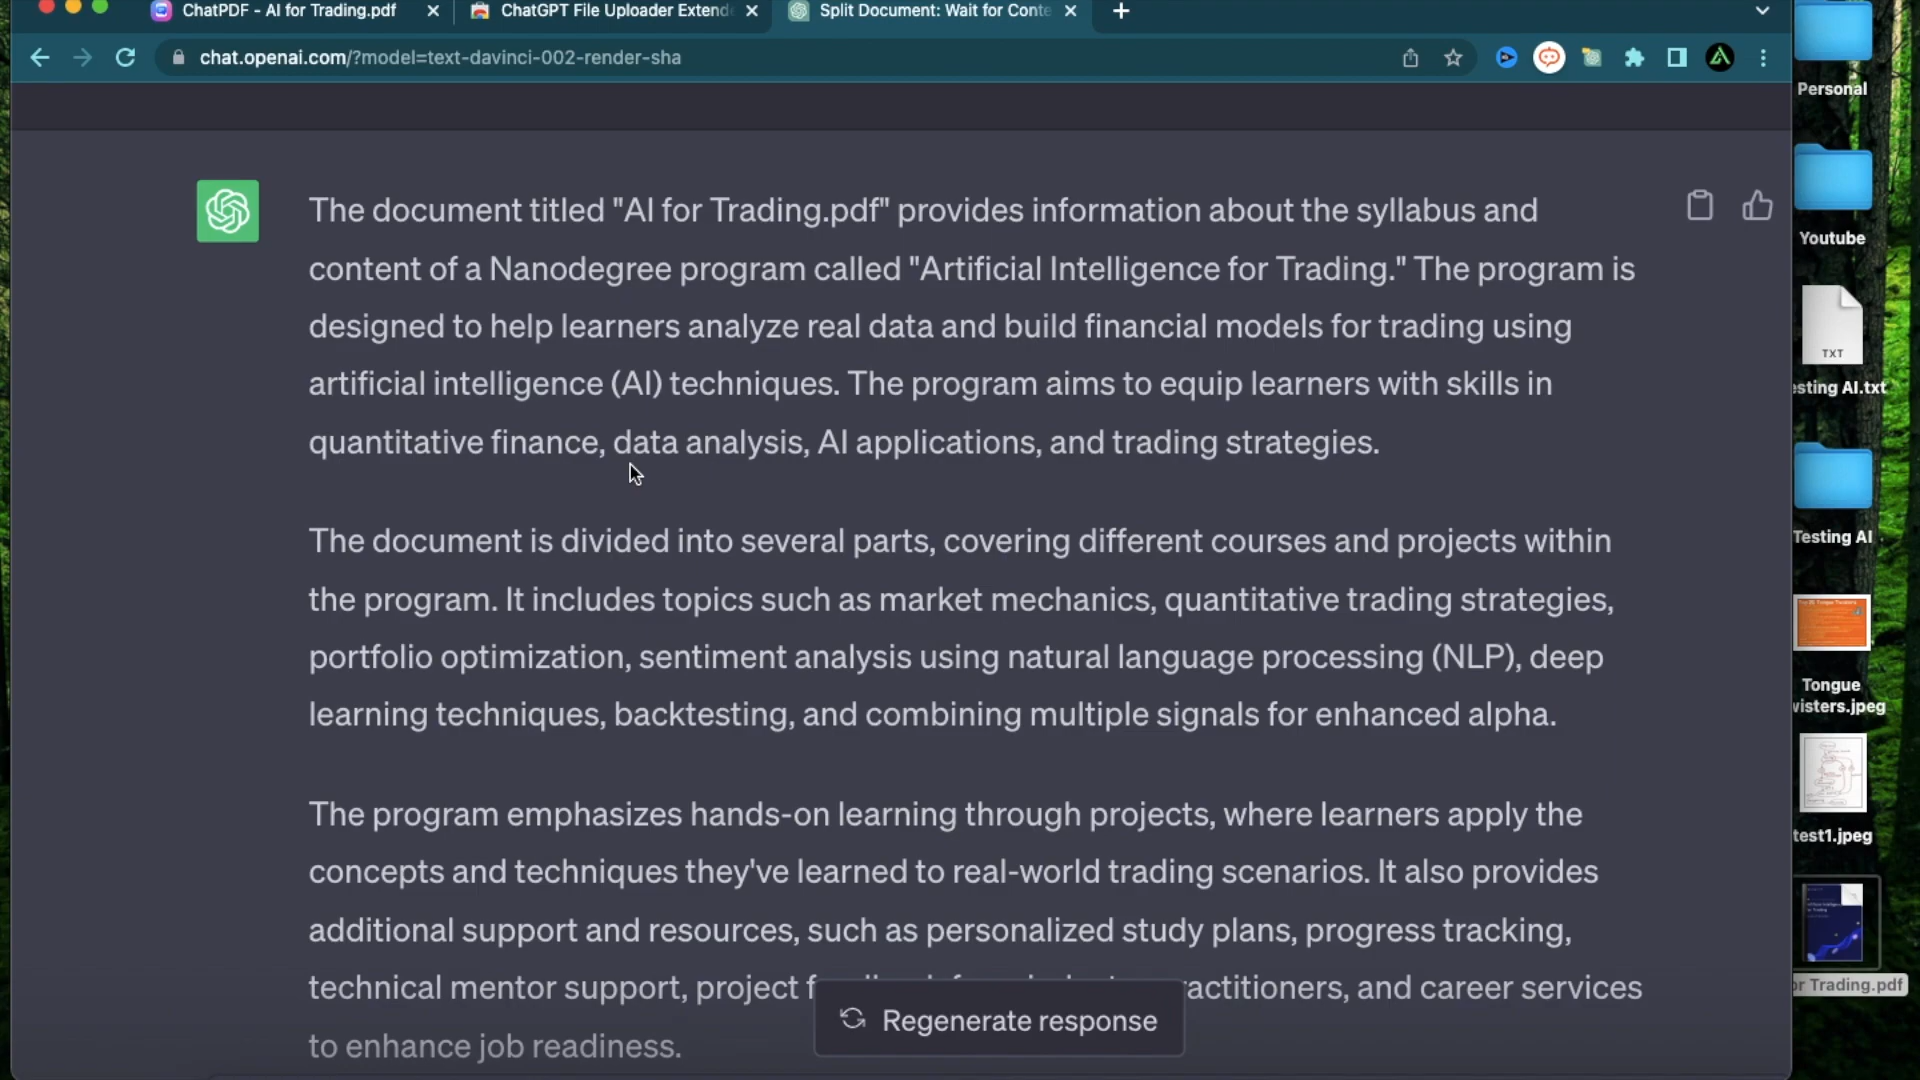 ChatPDF - AI for Trading.pdf
ChatGPT File Uploader Extend
Split Document: Wait for Conte
chat.openai.com/?model=text-davinci-002-render-sha
The document titled "AI for Trading.pdf" provides information about the syllabus and
content of a Nanodegree program called "Artificial Intelligence for Trading." The program is
designed to help learners analyze real data and build financial models for trading using
artificial intelligence (AI) techniques. The program aims to equip learners with skills in
quantitative finance, data analysis, AI applications, and trading strategies.
The document is divided into several parts, covering different courses and projects within
the program. It includes topics such as market mechanics, quantitative trading strategies,
portfolio optimization, sentiment analysis using natural language processing (NLP), deep
learning techniques, backtesting, and combining multiple signals for enhanced alpha.
The program emphasizes hands-on learning through projects, where learners apply the
concepts and techniques they've learned to real-world trading scenarios. It also provides
additional support and resources, such as personalized study plans, progress tracking,
technical mentor support, project actitioners, and career services
to enhance job readiness.
Regenerate response
Personal
Youtube
TXT
esting AI.txt
Testing AI
Tongue
wisters.jpeg
test1.jpeg
or Trading.pdf